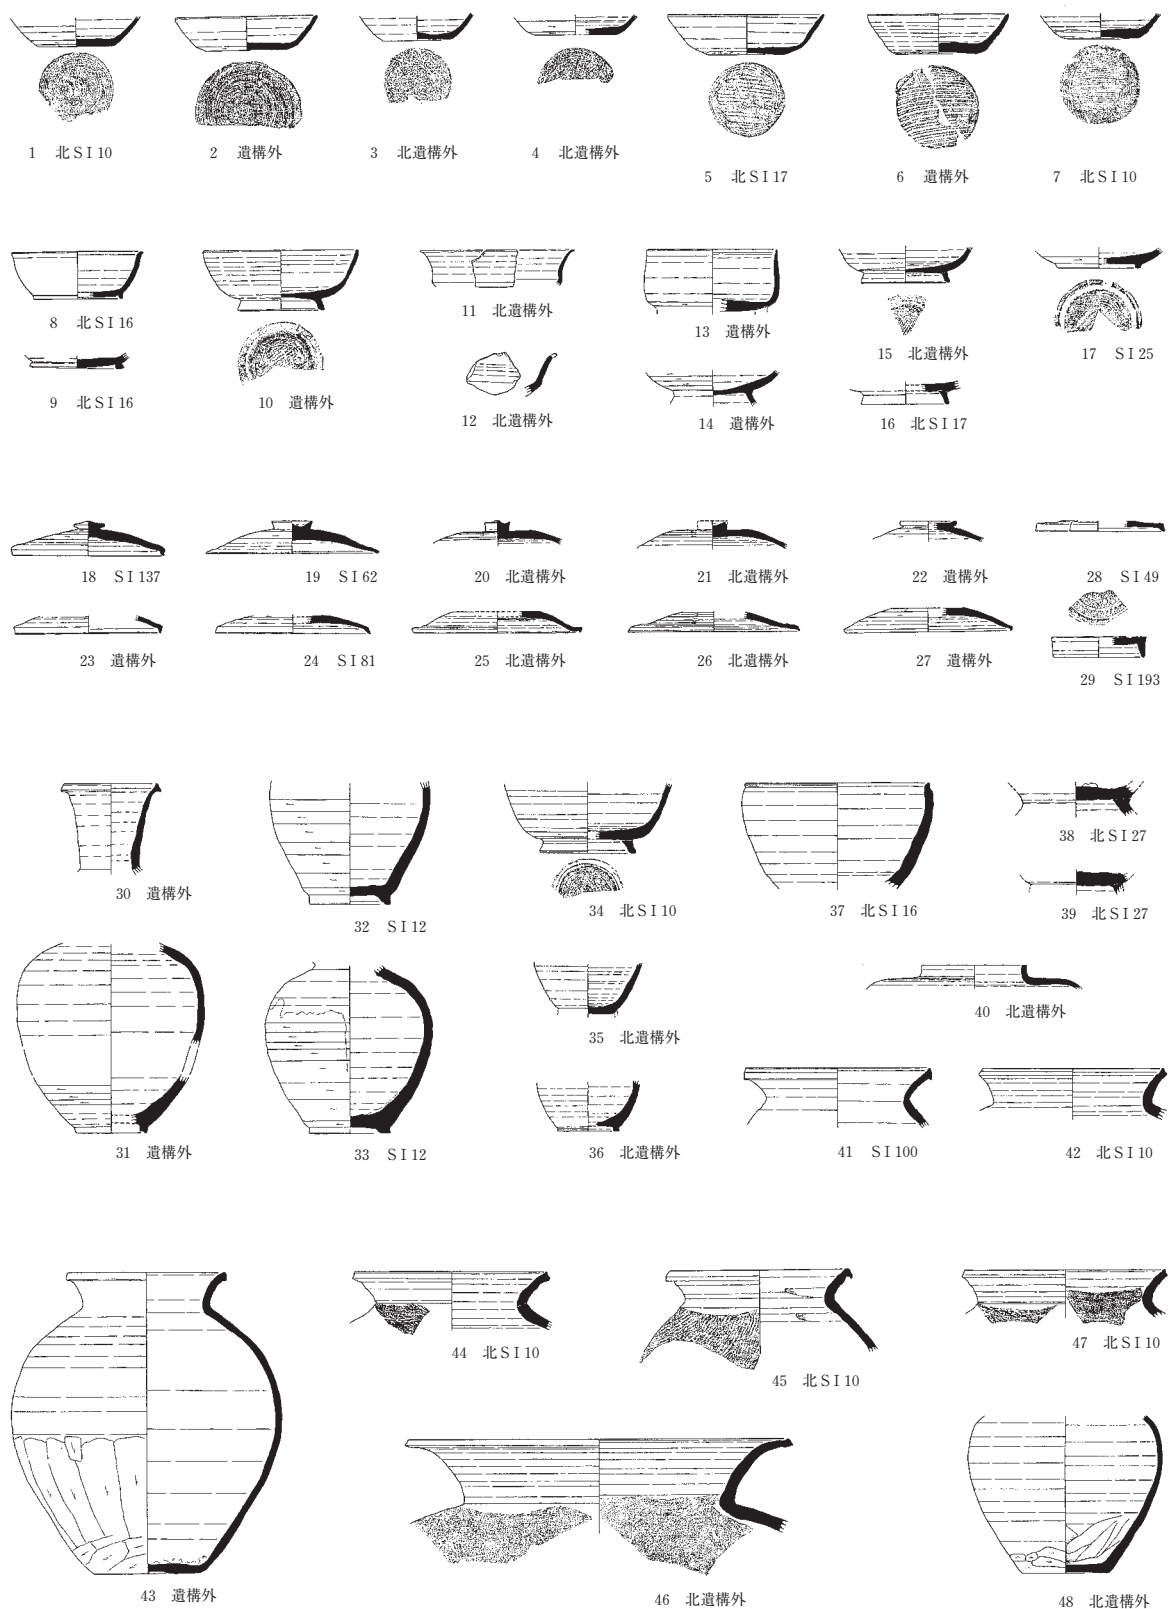 1 北SI10
2 遺構外
3 北遺構外
4 北遺構外
5 北SI17
6 遺構外
7 北SI10
8 北SI16
9 北SI16
10 遺構外
11 北遺構外
12 北遺構外
13 遺構外
14 遺構外
15 北遺構外
16 北SI17
17 SI25
18 SI137
19 SI62
20 北遺構外
21 北遺構外
22 遺構外
28 SI49
23 遺構外
24 SI81
25 北遺構外
26 北遺構外
27 遺構外
29 SI193
30 遺構外
32 SI12
34 北SI10
37 北SI16
38 北SI27
39 北SI27
31 遺構外
33 SI12
35 北遺構外
36 北遺構外
40 北遺構外
41 SI100
42 北SI10
43 遺構外
44 北SI10
45 北SI10
47 北SI10
46 北遺構外
48 北遺構外